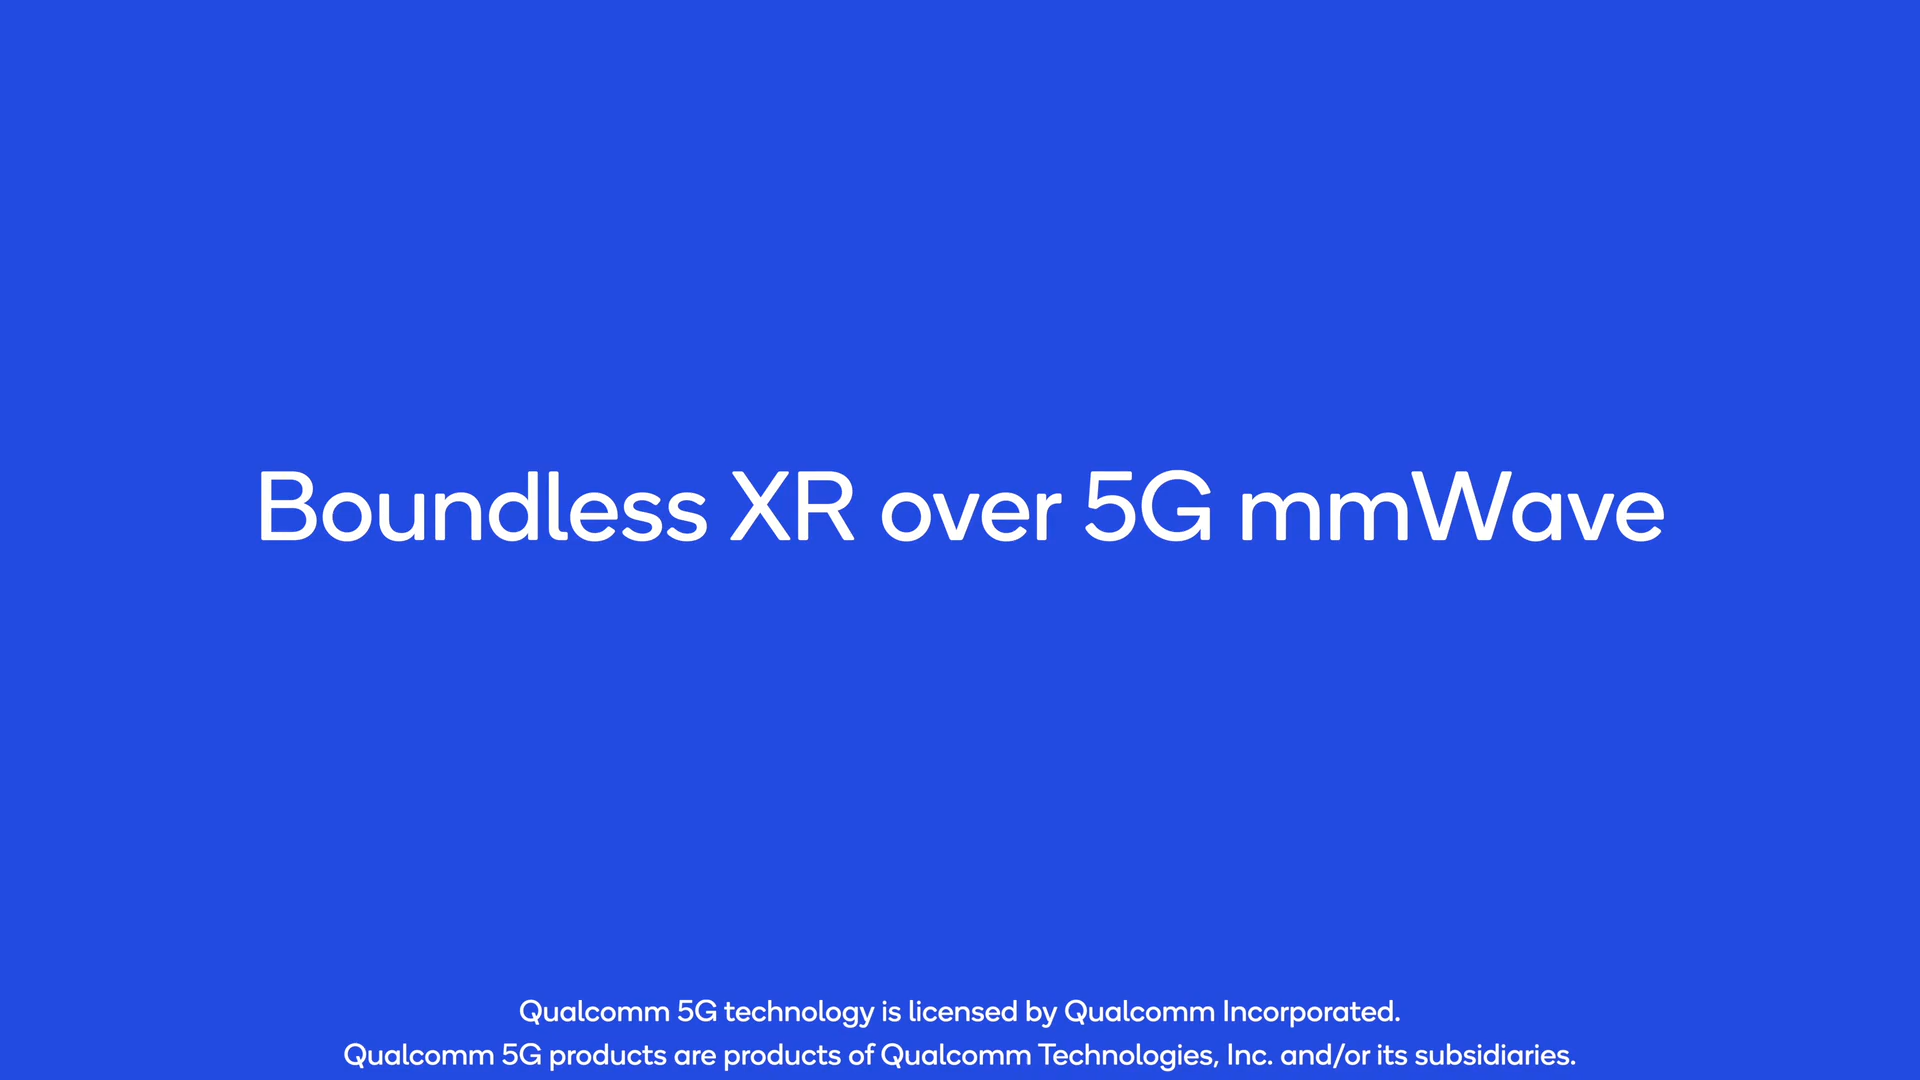 Boundless XR over 5G mmWave
Qualcomm 5G technology is licensed by Qualcomm Incorporated.
Qualcomm 5G products are products of Qualcomm Technologies, Inc. and/or its subsidiaries.